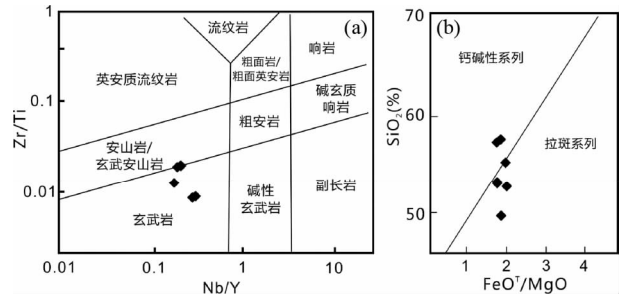 (a)
1
0.1
0.01
0.01
0.1
1
10
Zr/Ti
Nb/Y
流纹岩
粗面岩/
粗面英安岩
响岩
英安质流纹岩
碱玄质
响岩
粗安岩
安山岩/
玄武安山岩
玄武岩
碱性
玄武岩
副长岩
(b)
70
60
50
SiO₂(%)
钙碱性系列
拉斑系列
1
2
3
4
FeOᵀ/MgO